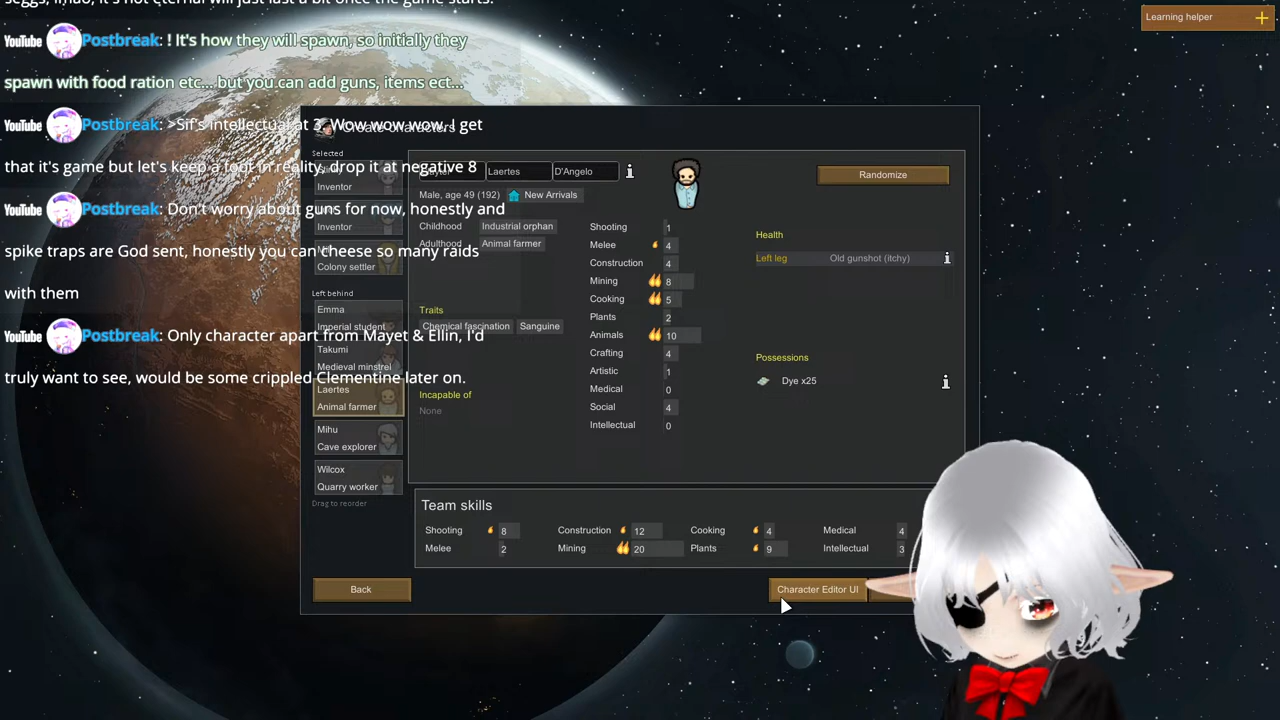 seggs, lmao, it's not eternal will just last a bit once the game starts.
YouTube Postbreak: ! It's how they will spawn, so initially they
spawn with food ration etc... but you can add guns, items ect...
YouTube Postbreak: >Sif's intellectual at 3. Wow wow wow, I get
that it's game but let's keep a foot in reality, drop it at negative 8
YouTube Postbreak: Don't worry about guns for now, honestly and
spike traps are God sent, honestly you can cheese so many raids
with them
YouTube Postbreak: Only character apart from Mayet & Ellin, I'd
truly want to see, would be some crippled Clementine later on.
Learning helper
Create characters
Selected
Inventor
Inventor
Colony settler
Left behind
Emma
Imperial student
Takumi
Medieval minstrel
Laertes
Animal farmer
Mihu
Cave explorer
Wilcox
Quarry worker
Drag to reorder
Laertes
D'Angelo
Randomize
Male, age 49 (192)
New Arrivals
Childhood Industrial orphan
Adulthood Animal farmer
Traits
Chemical fascination Sanguine
Incapable of
None
Shooting 1
Melee 4
Construction 4
Mining 8
Cooking 5
Plants 2
Animals 10
Crafting 4
Artistic 1
Medical 0
Social 4
Intellectual 0
Health
Left leg Old gunshot (itchy)
Possessions
Dye x25
Team skills
Shooting 8 Construction 12 Cooking 4 Medical 4
Melee 2 Mining 20 Plants 9 Intellectual 3
Back
Character Editor UI